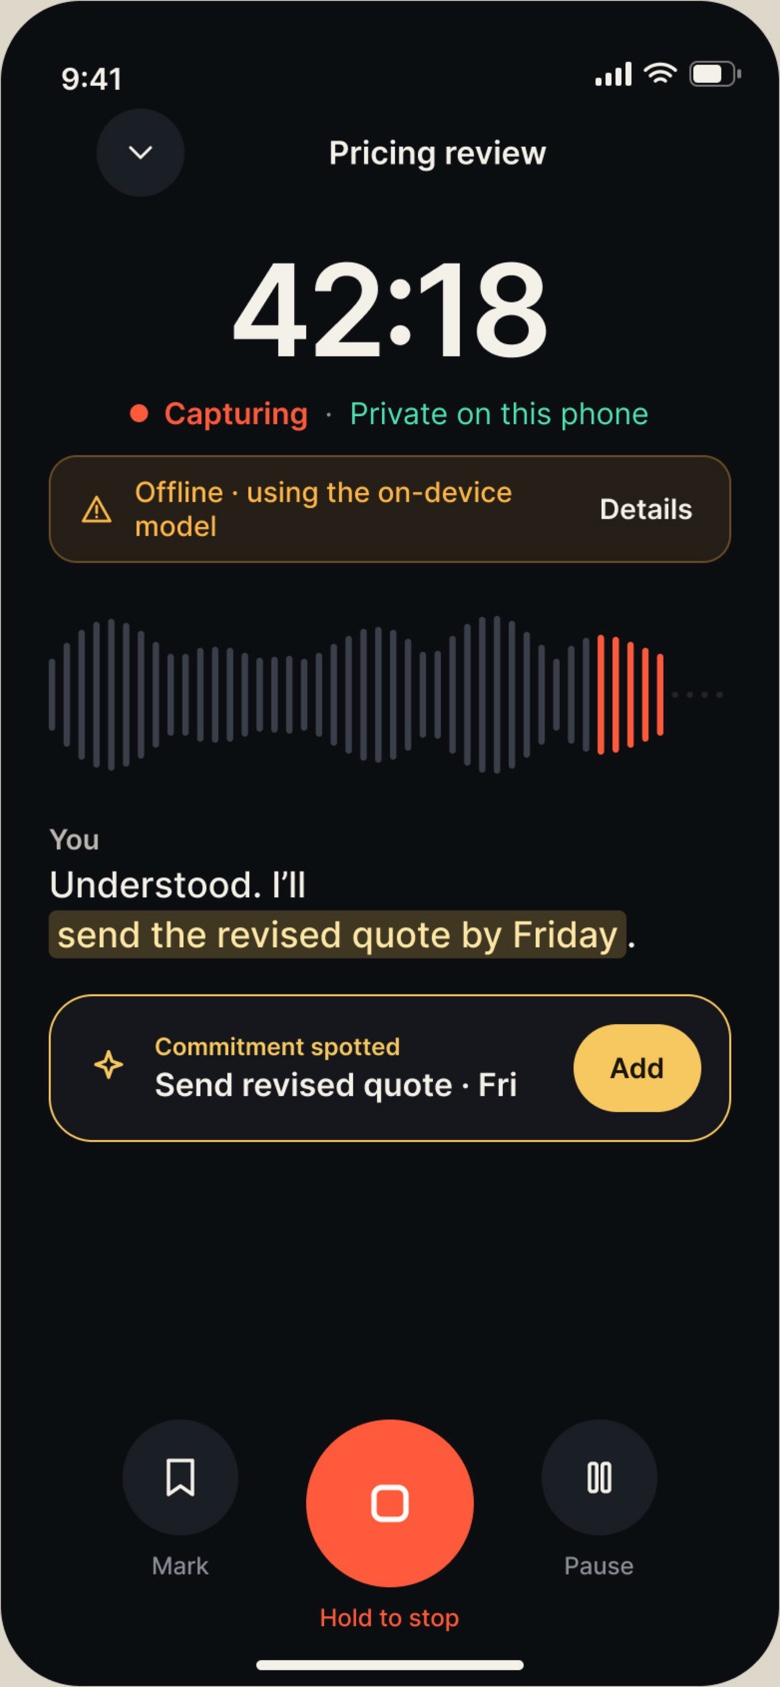 9:41
Pricing review
42:18
Capturing · Private on this phone
Offline · using the on-device
model
Details
You
Understood. I’ll
send the revised quote by Friday.
Commitment spotted
Send revised quote · Fri
Add
Mark
Pause
Hold to stop